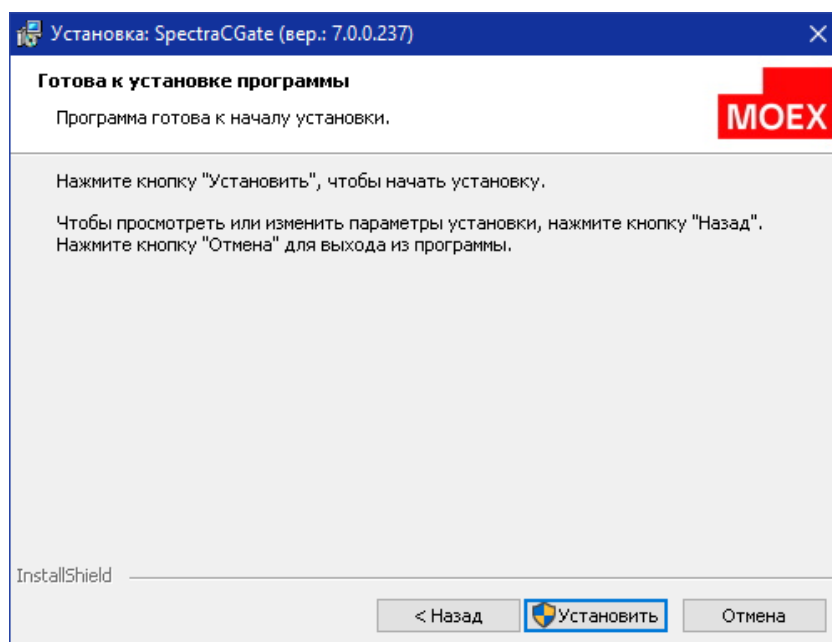 Установка: SpectraCGate (вер.: 7.0.0.237)
Готова к установке программы
Программа готова к началу установки.
MOEX
Нажмите кнопку "Установить", чтобы начать установку.
Чтобы просмотреть или изменить параметры установки, нажмите кнопку "Назад".
Нажмите кнопку "Отмена" для выхода из программы.
InstallShield
< Назад
Установить
Отмена